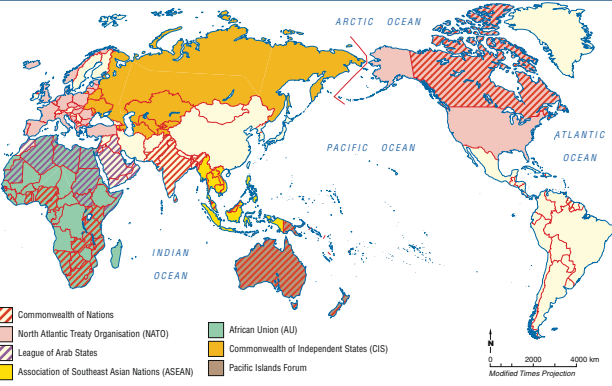 ARCTIC OCEAN
PACIFIC OCEAN
ATLANTIC
OCEAN
INDIAN
OCEAN
Commonwealth of Nations
North Atlantic Treaty Organisation (NATO)
League of Arab States
Association of Southeast Asian Nations (ASEAN)
African Union (AU)
Commonwealth of Independent States (CIS)
Pacific Islands Forum
N
0 2000 4000 km
Modified Times Projection